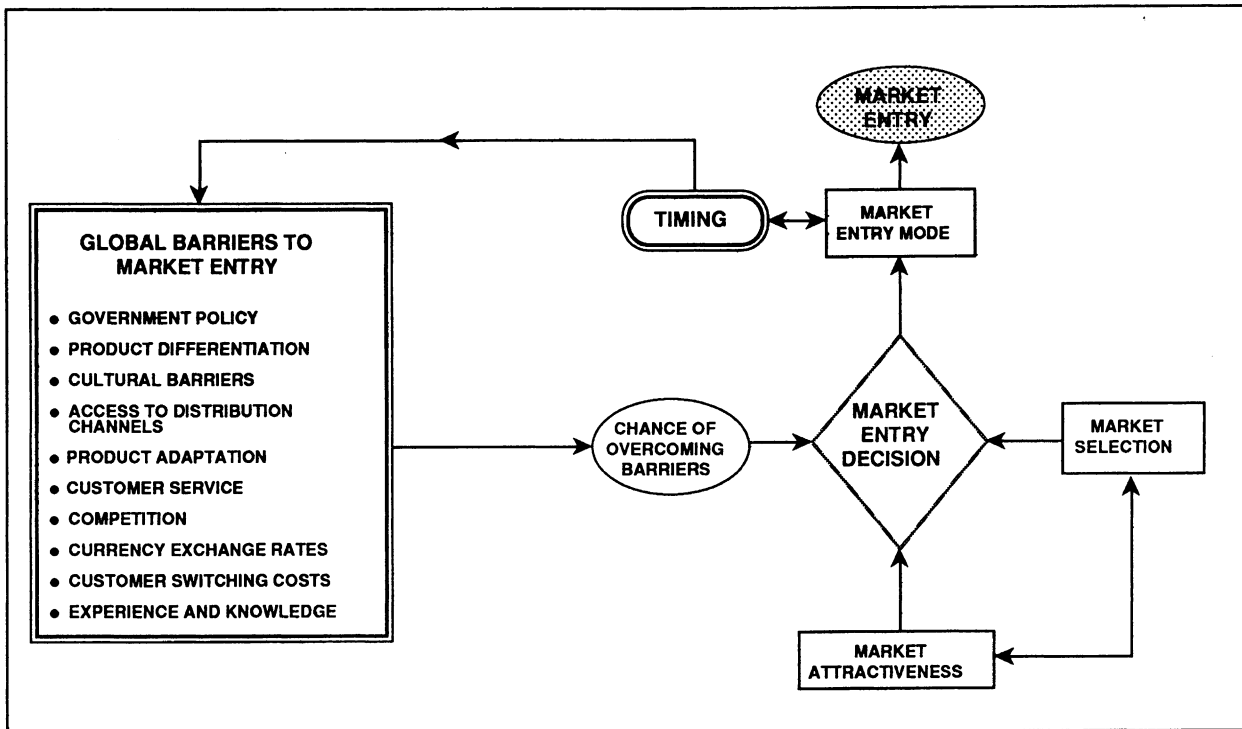 MARKET
ENTRY
TIMING
MARKET
ENTRY MODE
GLOBAL BARRIERS TO
MARKET ENTRY
● GOVERNMENT POLICY
● PRODUCT DIFFERENTIATION
● CULTURAL BARRIERS
● ACCESS TO DISTRIBUTION
CHANNELS
● PRODUCT ADAPTATION
● CUSTOMER SERVICE
● COMPETITION
● CURRENCY EXCHANGE RATES
● CUSTOMER SWITCHING COSTS
● EXPERIENCE AND KNOWLEDGE
CHANCE OF
OVERCOMING
BARRIERS
MARKET
ENTRY
DECISION
MARKET
SELECTION
MARKET
ATTRACTIVENESS